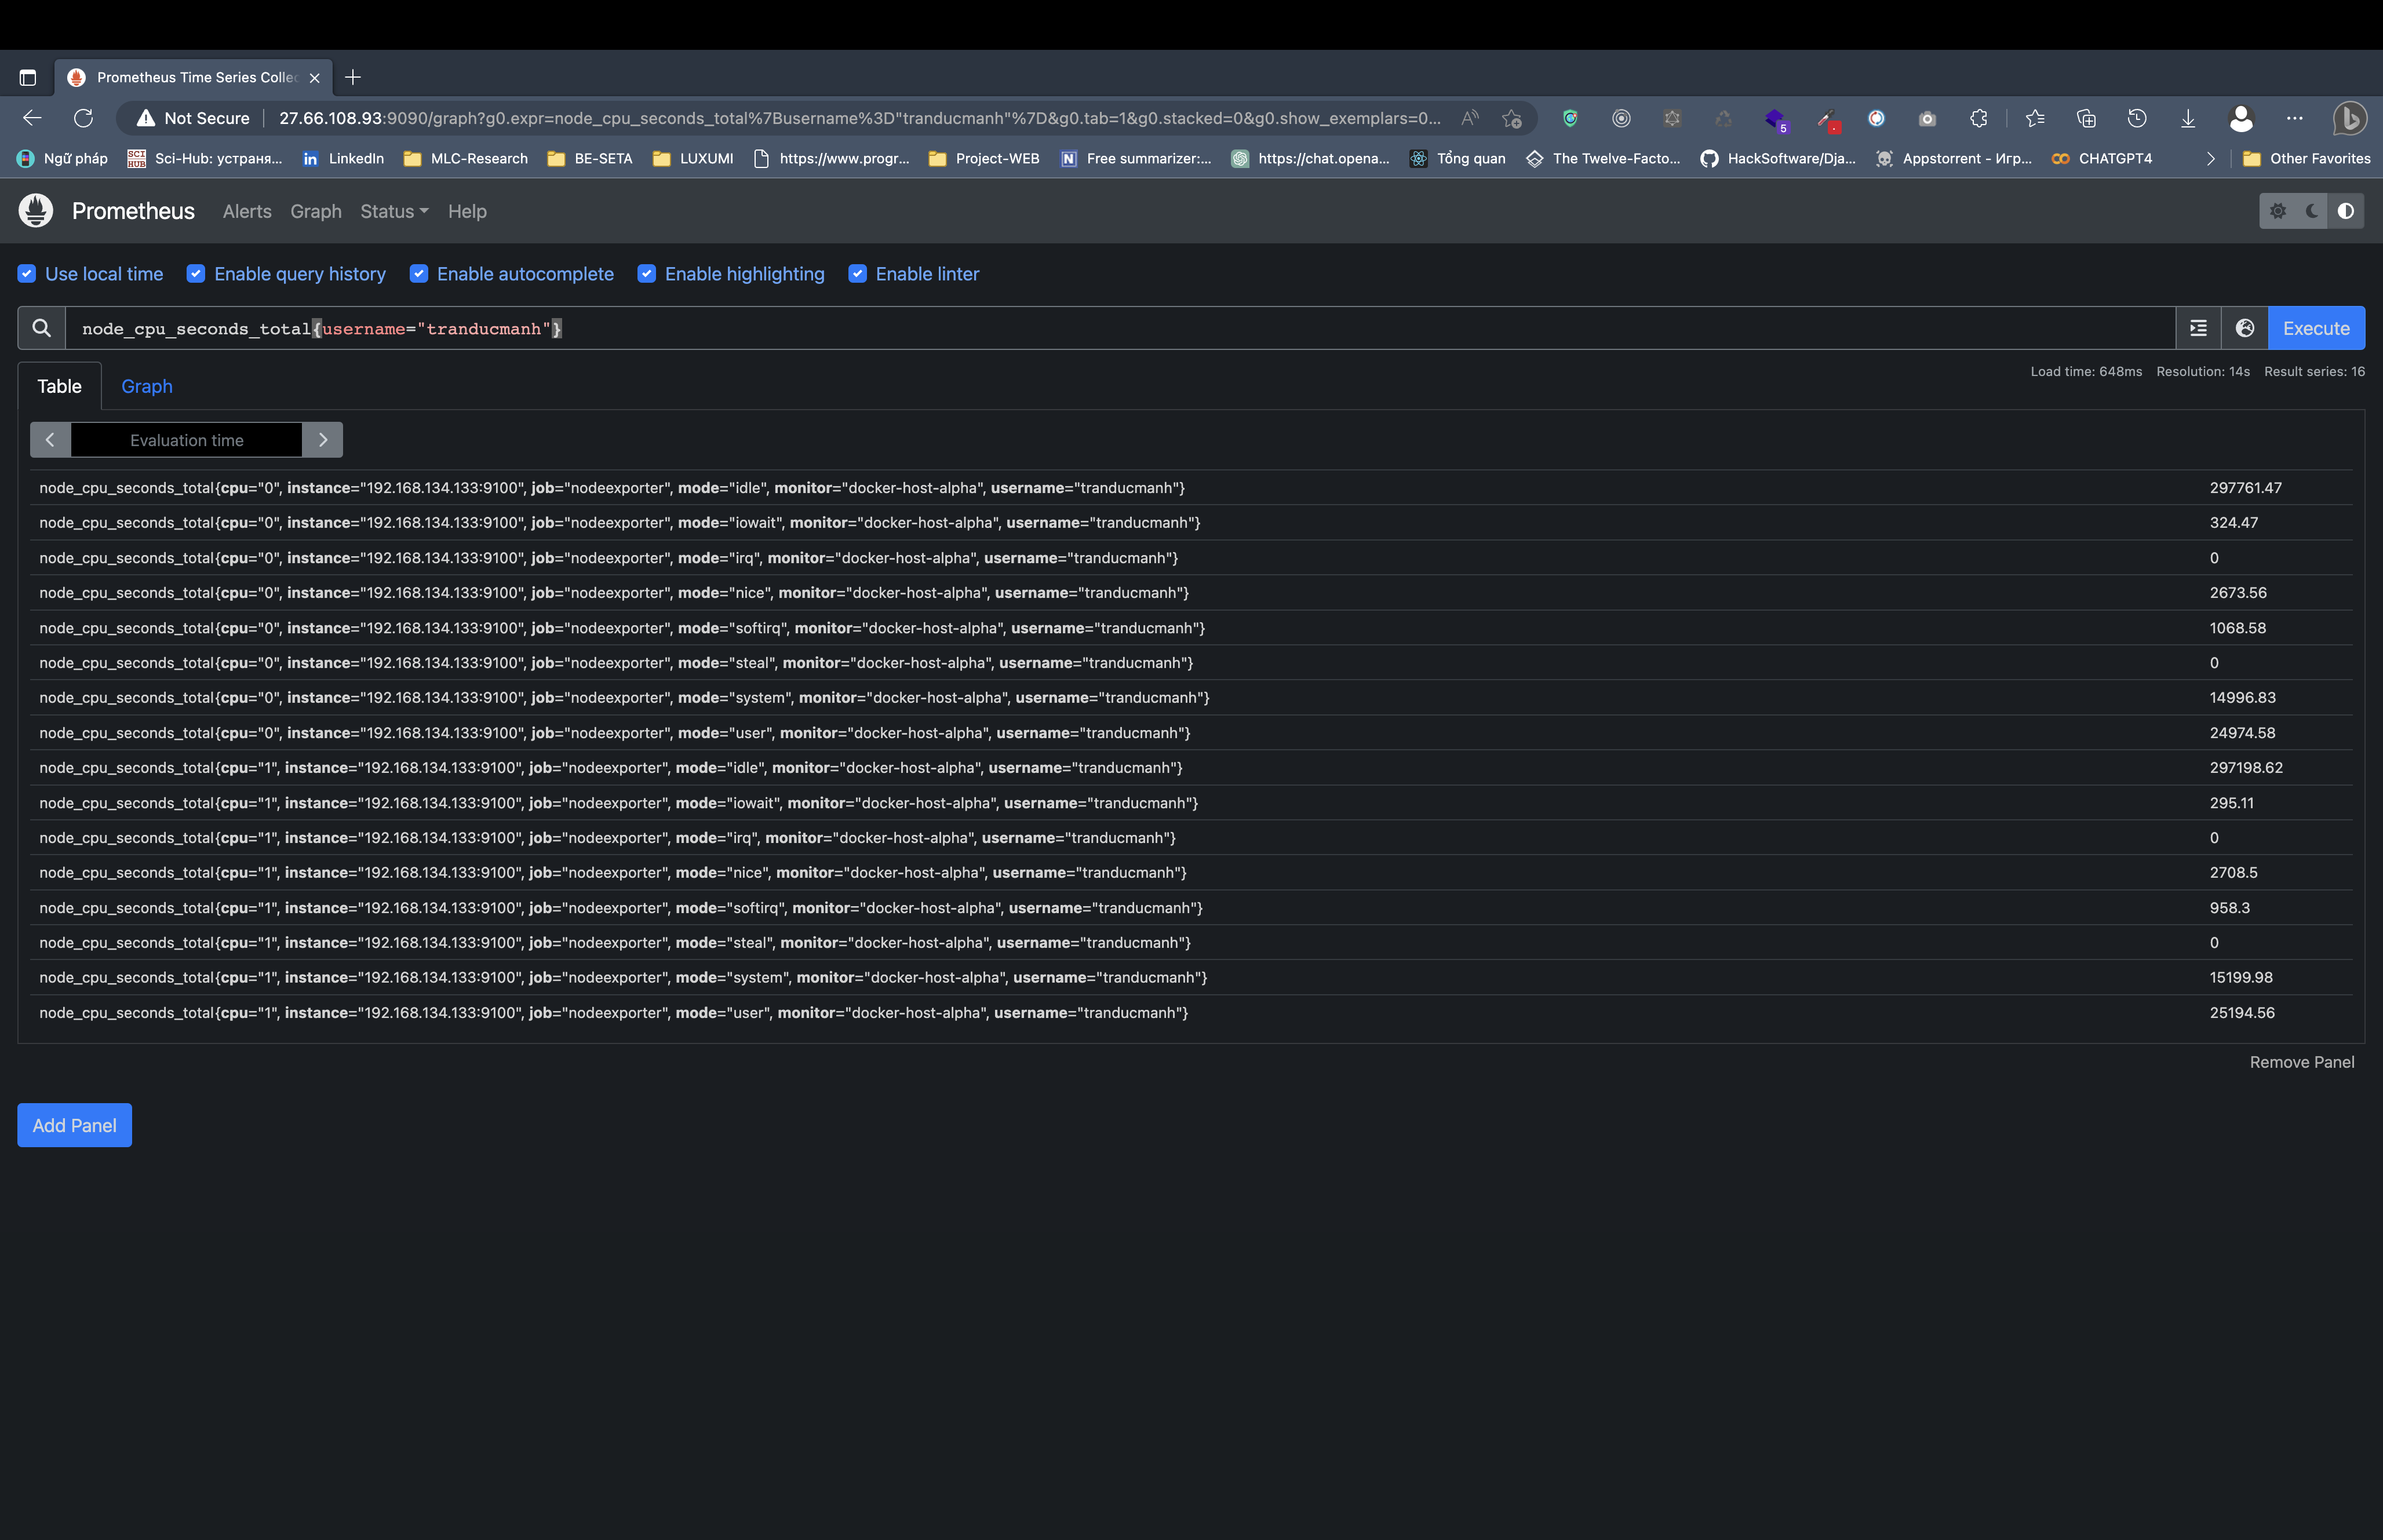 Prometheus Time Series Collec
Not Secure 27.66.108.93:9090/graph?g0.expr=node_cpu_seconds_total%7Busername%3D"tranducmanh"%7D&g0.tab=1&g0.stacked=0&g0.show_exemplars=0... A 5
Ngữ pháp SCI HUB Sci-Hub: устраня... in LinkedIn MLC-Research BE-SETA LUXUMI https://www.progr... Project-WEB N Free summarizer:... https://chat.opena... Tổng quan The Twelve-Facto... HackSoftware/Dja... Appstorrent - Игр... CHATGPT4 Other Favorites
Prometheus Alerts Graph Status Help
Use local time Enable query history Enable autocomplete Enable highlighting Enable linter
node_cpu_seconds_total{username="tranducmanh"} Execute
Table Graph Load time: 648ms Resolution: 14s Result series: 16
Evaluation time
node_cpu_seconds_total{cpu="0", instance="192.168.134.133:9100", job="nodeexporter", mode="idle", monitor="docker-host-alpha", username="tranducmanh"} 297761.47
node_cpu_seconds_total{cpu="0", instance="192.168.134.133:9100", job="nodeexporter", mode="iowait", monitor="docker-host-alpha", username="tranducmanh"} 324.47
node_cpu_seconds_total{cpu="0", instance="192.168.134.133:9100", job="nodeexporter", mode="irq", monitor="docker-host-alpha", username="tranducmanh"} 0
node_cpu_seconds_total{cpu="0", instance="192.168.134.133:9100", job="nodeexporter", mode="nice", monitor="docker-host-alpha", username="tranducmanh"} 2673.56
node_cpu_seconds_total{cpu="0", instance="192.168.134.133:9100", job="nodeexporter", mode="softirq", monitor="docker-host-alpha", username="tranducmanh"} 1068.58
node_cpu_seconds_total{cpu="0", instance="192.168.134.133:9100", job="nodeexporter", mode="steal", monitor="docker-host-alpha", username="tranducmanh"} 0
node_cpu_seconds_total{cpu="0", instance="192.168.134.133:9100", job="nodeexporter", mode="system", monitor="docker-host-alpha", username="tranducmanh"} 14996.83
node_cpu_seconds_total{cpu="0", instance="192.168.134.133:9100", job="nodeexporter", mode="user", monitor="docker-host-alpha", username="tranducmanh"} 24974.58
node_cpu_seconds_total{cpu="1", instance="192.168.134.133:9100", job="nodeexporter", mode="idle", monitor="docker-host-alpha", username="tranducmanh"} 297198.62
node_cpu_seconds_total{cpu="1", instance="192.168.134.133:9100", job="nodeexporter", mode="iowait", monitor="docker-host-alpha", username="tranducmanh"} 295.11
node_cpu_seconds_total{cpu="1", instance="192.168.134.133:9100", job="nodeexporter", mode="irq", monitor="docker-host-alpha", username="tranducmanh"} 0
node_cpu_seconds_total{cpu="1", instance="192.168.134.133:9100", job="nodeexporter", mode="nice", monitor="docker-host-alpha", username="tranducmanh"} 2708.5
node_cpu_seconds_total{cpu="1", instance="192.168.134.133:9100", job="nodeexporter", mode="softirq", monitor="docker-host-alpha", username="tranducmanh"} 958.3
node_cpu_seconds_total{cpu="1", instance="192.168.134.133:9100", job="nodeexporter", mode="steal", monitor="docker-host-alpha", username="tranducmanh"} 0
node_cpu_seconds_total{cpu="1", instance="192.168.134.133:9100", job="nodeexporter", mode="system", monitor="docker-host-alpha", username="tranducmanh"} 15199.98
node_cpu_seconds_total{cpu="1", instance="192.168.134.133:9100", job="nodeexporter", mode="user", monitor="docker-host-alpha", username="tranducmanh"} 25194.56
Remove Panel
Add Panel